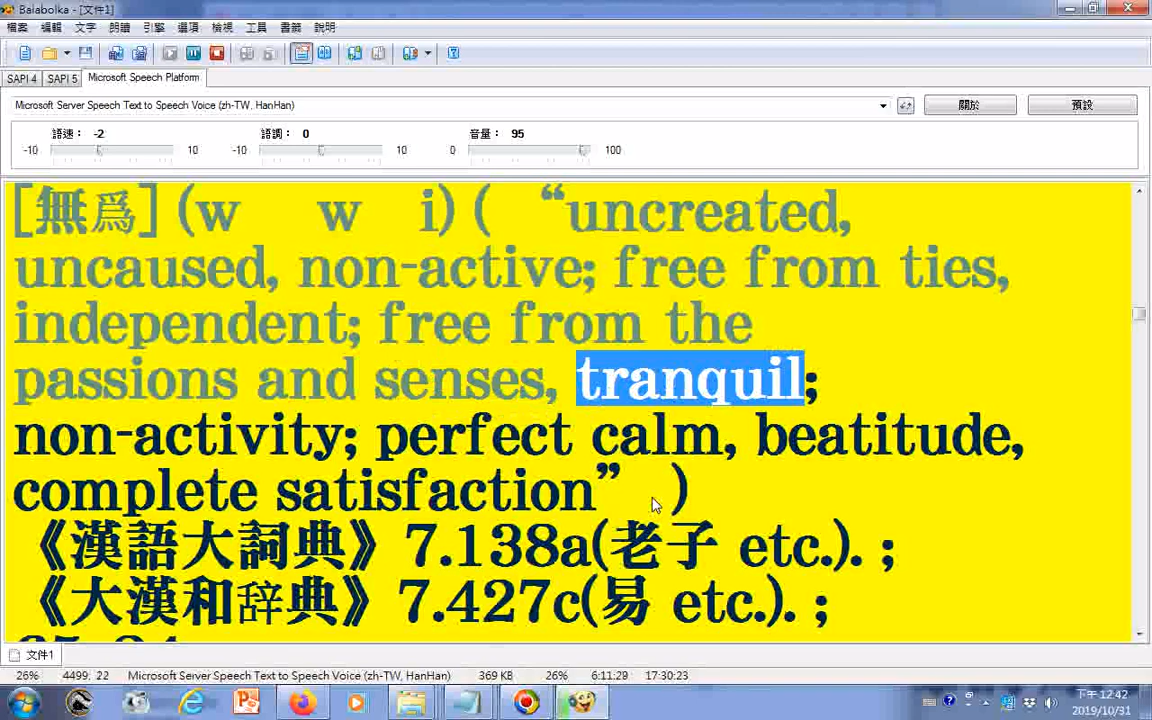 Balabolka - [文件1]
檔案 編輯 文字 朗讀 引擎 選項 檢視 工具 書籤 說明
SAPI 4 SAPI 5 Microsoft Speech Platform
Microsoft Server Speech Text to Speech Voice (zh-TW, HanHan) 關於 預設
語速: -2 語調: 0 音量: 95
-10 10 -10 10 0 100
[無爲] (w w i) ( “uncreated,
uncaused, non-active; free from ties,
independent; free from the
passions and senses, tranquil;
non-activity; perfect calm, beatitude,
complete satisfaction” )
《漢語大詞典》7.138a(老子 etc.). ;
《大漢和辞典》7.427c(易 etc.). ;
文件1
26% 4499: 22 Microsoft Server Speech Text to Speech Voice (zh-TW, HanHan) 369 KB 26% 6:11:29 17:30:23
下午 12:42
2019/10/31